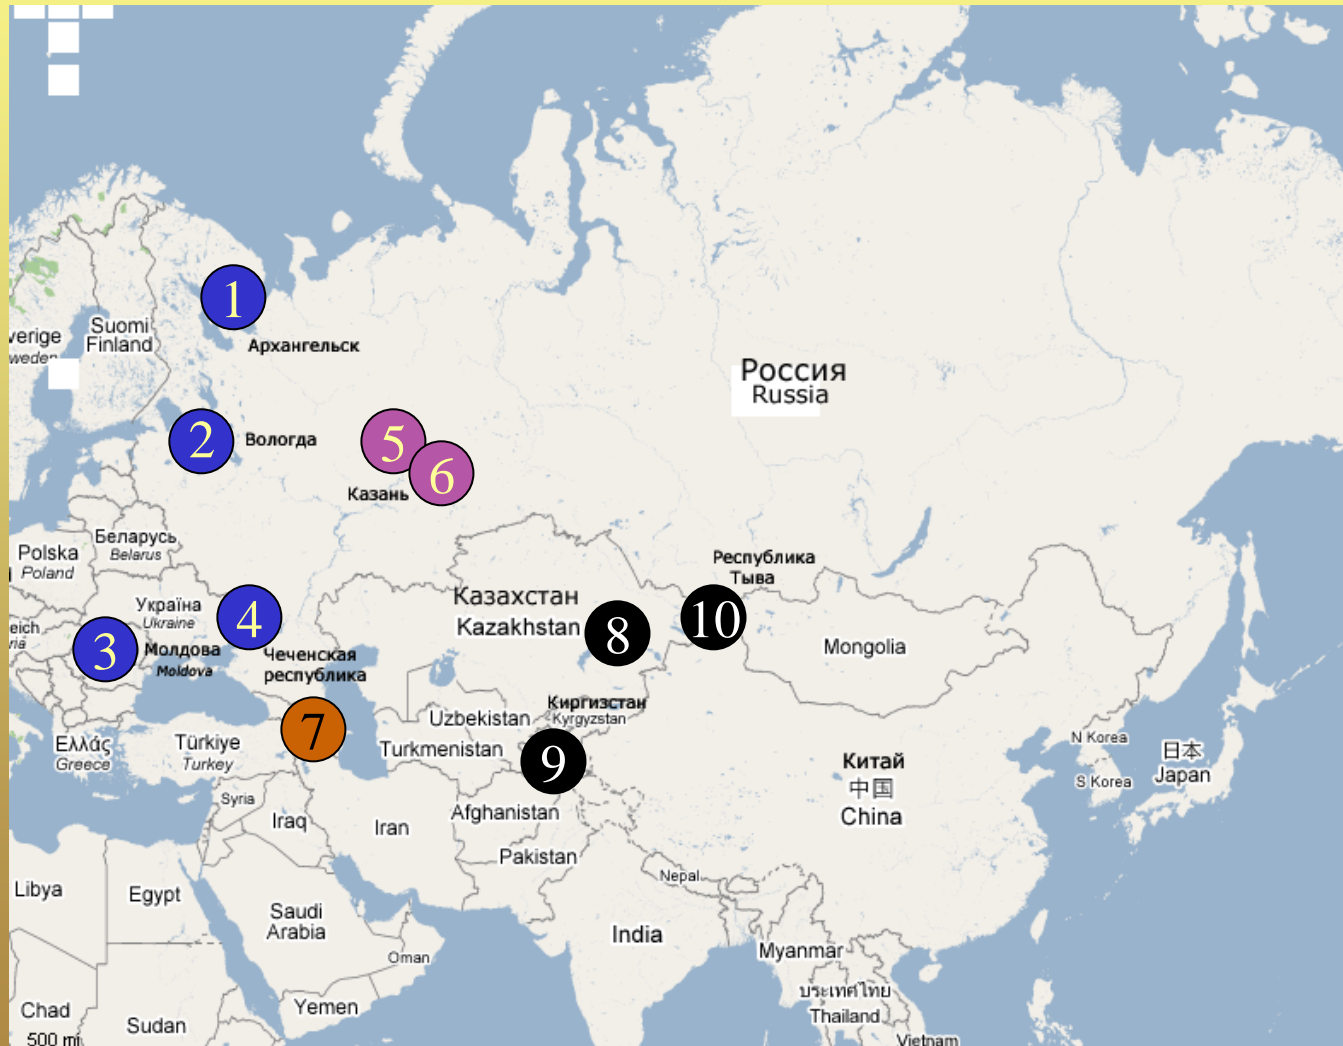 1
Архангельск
Suomi
Finland
verige
weden
Россия
Russia
2
Вологда
5
6
Казань
Беларусь
Belarus
Polska
Poland
Республика
Тыва
Казахстан
Kazakhstan
8
10
Україна
Ukraine
4
eich
ria
3
Молдова
Moldova
Чеченская
республика
Mongolia
Киргизстан
Kyrgyzstan
Uzbekistan
7
Turkmenistan
9
Ελλάς
Greece
Türkiye
Turkey
N Korea
S Korea
日本
Japan
Китай
中国
China
Syria
Iraq
Iran
Afghanistan
Pakistan
Nepal
Libya
Egypt
Saudi
Arabia
India
Oman
Myanmar
Yemen
ประเทศไทย
Thailand
Chad
Sudan
Vietnam
500 mi